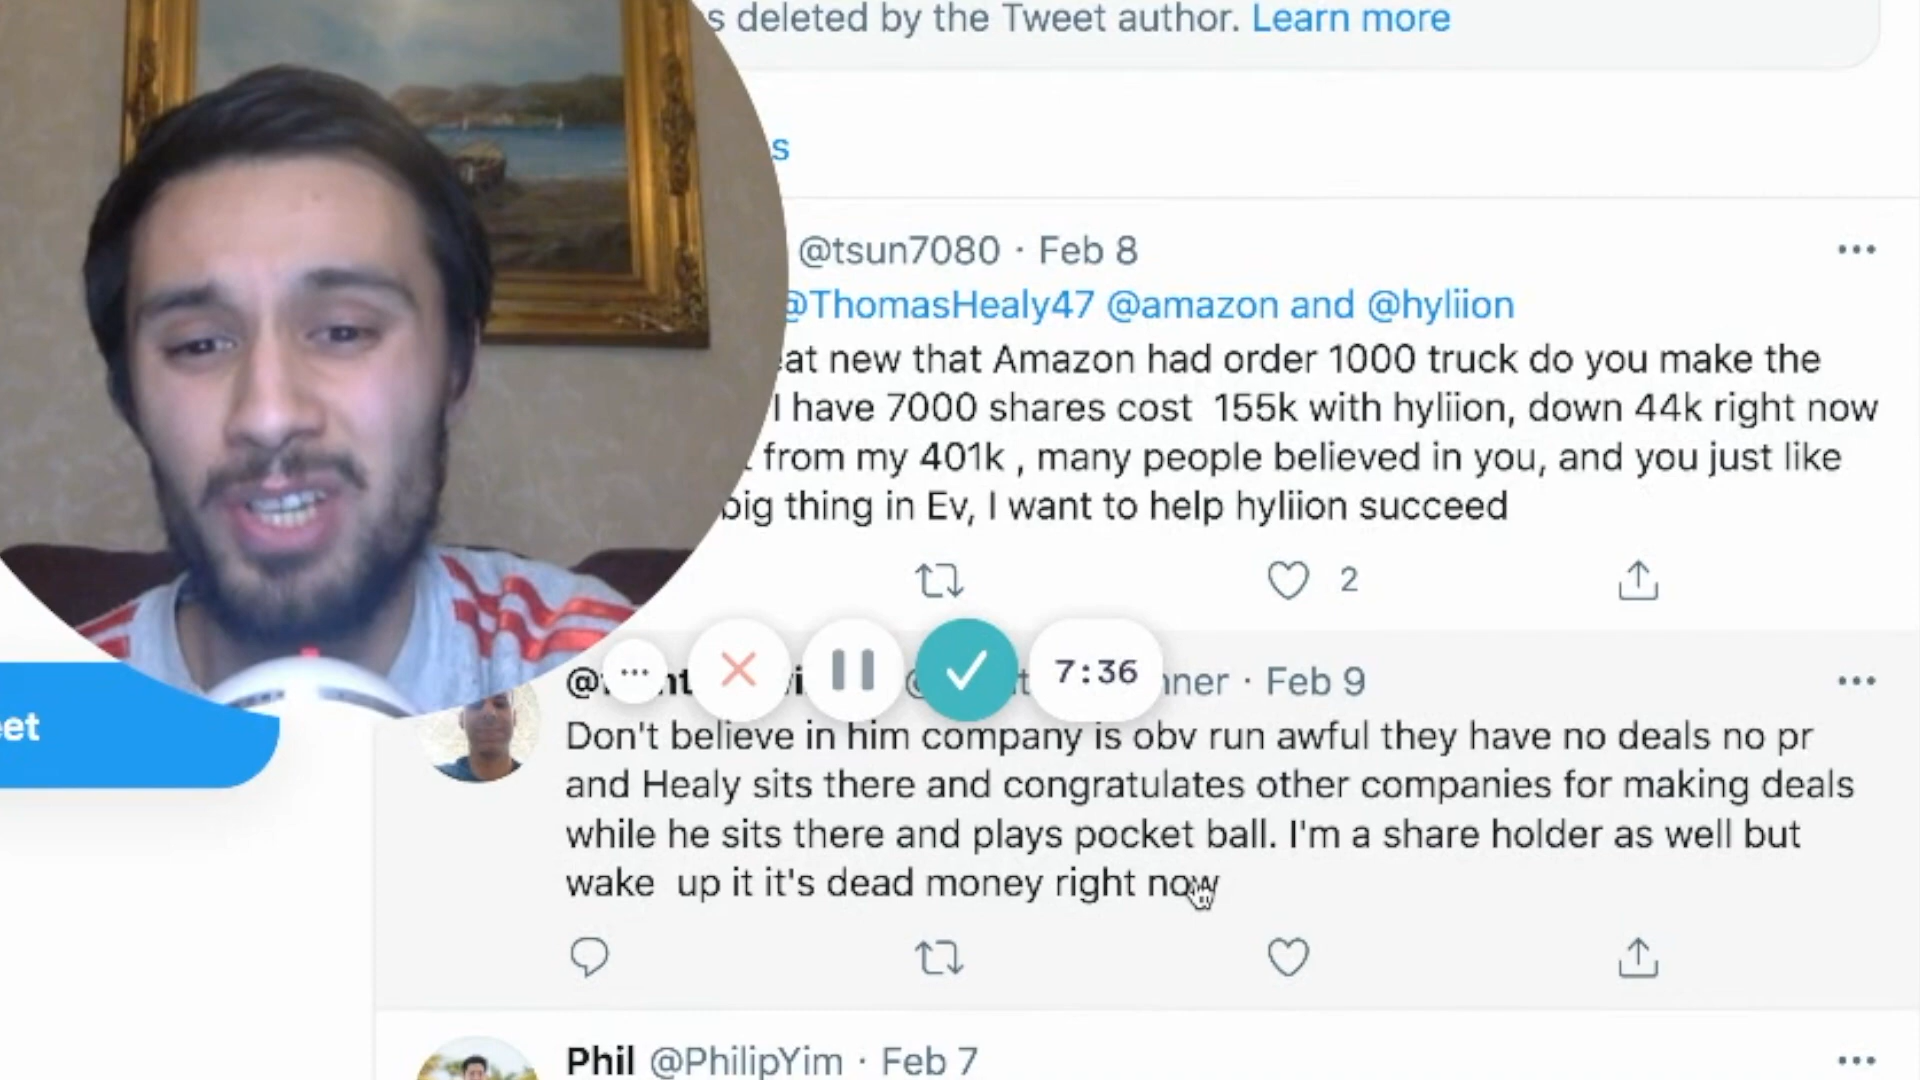 deleted by the Tweet author. Learn more
@tsun7080 · Feb 8
@ThomasHealy47 @amazon and @hyliion
new that Amazon had order 1000 truck do you make the
I have 7000 shares cost 155k with hyliion, down 44k right now
from my 401k , many people believed in you, and you just like
big thing in Ev, I want to help hyliion succeed
2
7:36
· Feb 9
Don't believe in him company is obv run awful they have no deals no pr
and Healy sits there and congratulates other companies for making deals
while he sits there and plays pocket ball. I'm a share holder as well but
wake up it it's dead money right now
Phil @PhilipYim · Feb 7